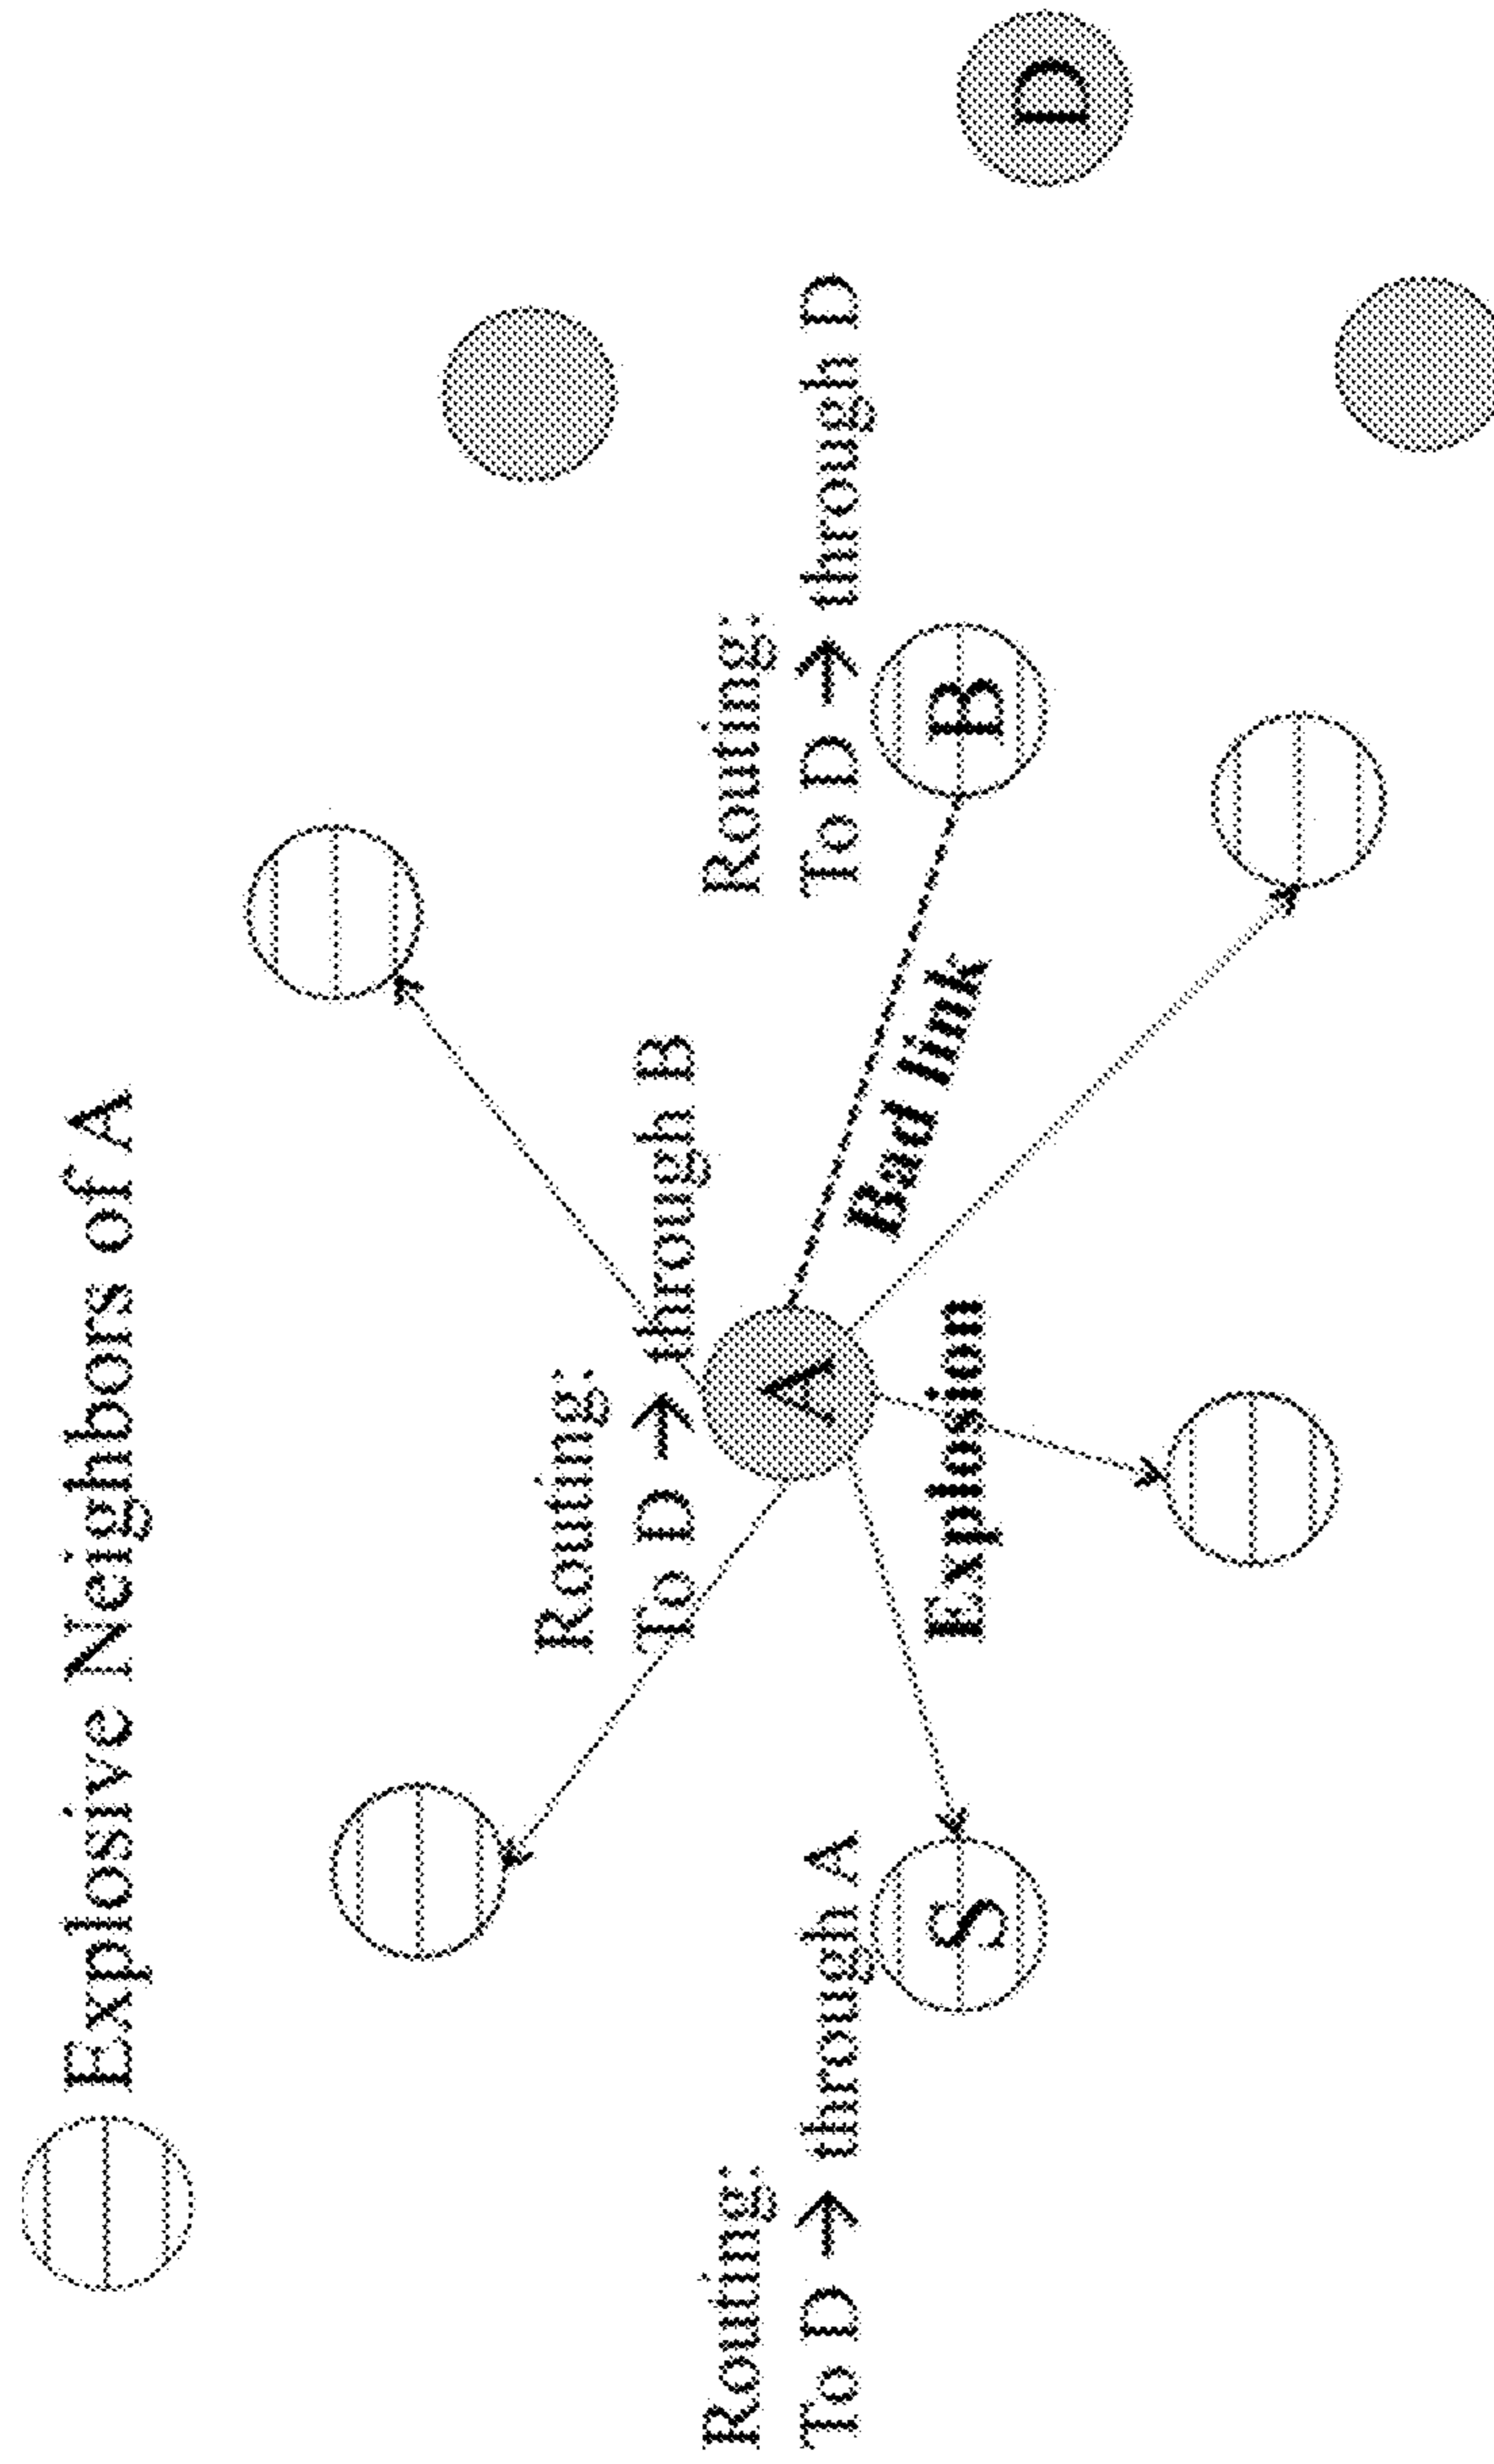 Explosive Neighbors of A
Routing:
To D → through B
Routing:
To D → through A
Routing:
To D → through D
A
B
S
D
Bad link
Explosion